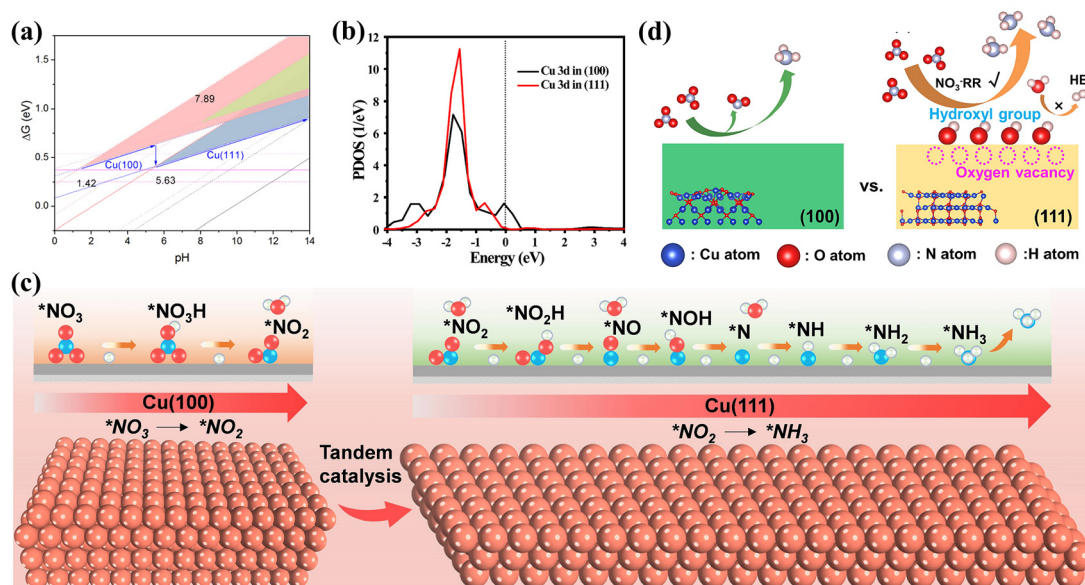 (a)
ΔG (eV)
1.5
1.0
0.5
0.0
7.89
Cu(100)
Cu(111)
1.42
5.63
0 2 4 6 8 10 12 14
pH
(b)
PDOS (1/eV)
12
10
8
6
4
2
0
Cu 3d in (100)
Cu 3d in (111)
-4 -3 -2 -1 0 1 2 3 4
Energy (eV)
(d)
NO₃⁻RR √
HE
×
Hydroxyl group
Oxygen vacancy
(100)
vs.
(111)
: Cu atom : O atom : N atom :H atom
(c)
*NO₃
*NO₃H
*NO₂
Cu(100)
*NO₃ → *NO₂
*NO₂
*NO₂H
*NO
*NOH
*N
*NH
*NH₂
*NH₃
Cu(111)
*NO₂ → *NH₃
Tandem
catalysis